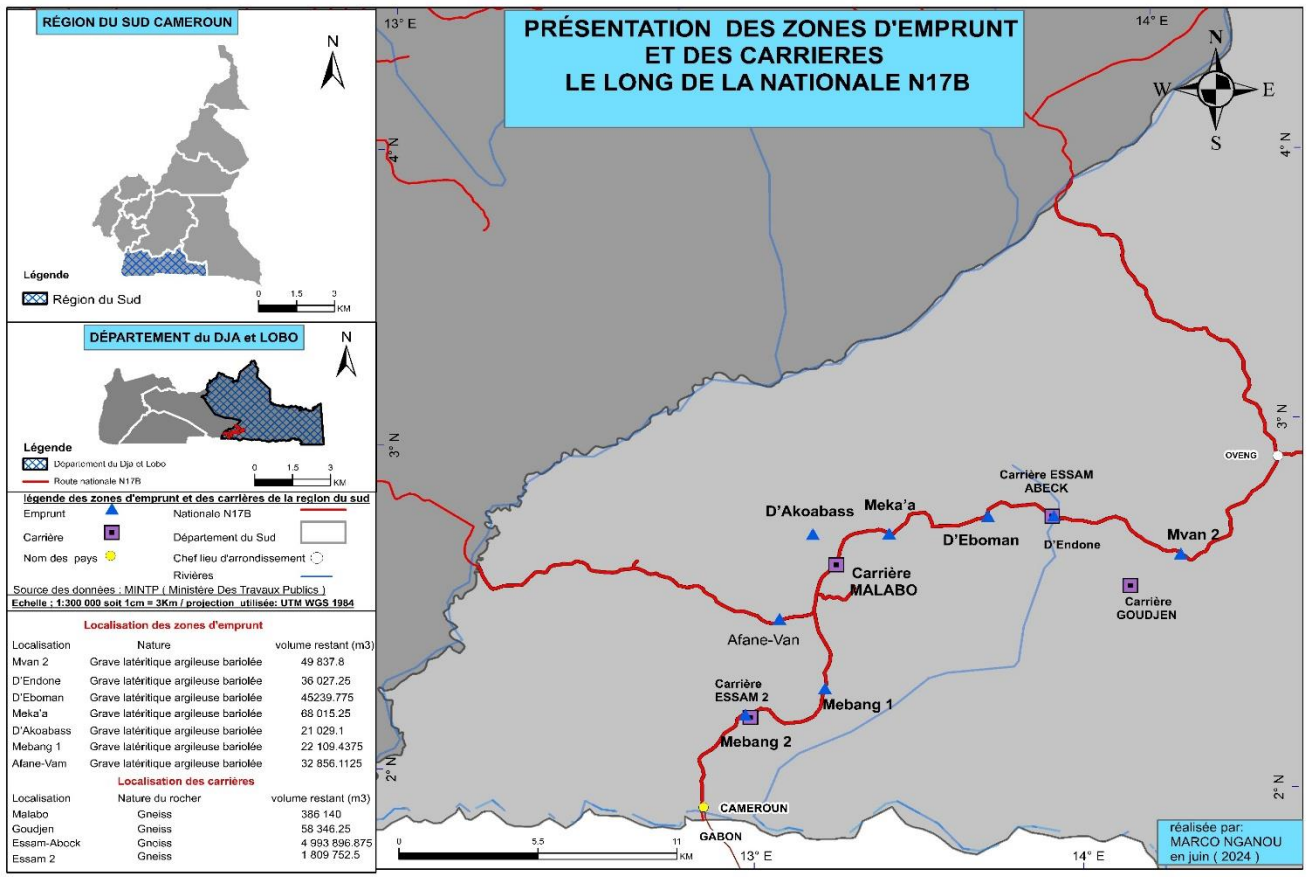 RÉGION DU SUD CAMEROUN
N
Légende
Région du Sud
0 1.5 3
KM
DÉPARTEMENT du DJA et LOBO
N
Légende
Département du Dja et Lobo
Route nationale N17B
0 1.5 3
KM
légende des zones d'emprunt et des carrières de la region du sud
Emprunt
Nationale N17B
Carrière
Département du Sud
Nom des pays
Chef lieu d'arrondissement
Rivières
Source des données : MINTP ( Ministère Des Travaux Publics )
Echelle ; 1:300 000 soit 1cm = 3Km / projection utilisée: UTM WGS 1984
Localisation des zones d'emprunt
Localisation Nature volume restant (m3)
Mvan 2 Grave latéritique argileuse bariolée 49 837.8
D'Endone Grave latéritique argileuse bariolée 36 027.25
D'Eboman Grave latéritique argileuse bariolée 45239.775
Meka'a Grave latéritique argileuse bariolée 68 015.25
D'Akoabass Grave latéritique argileuse bariolée 21 029.1
Mebang 1 Grave latéritique argileuse bariolée 22 109.4375
Afane-Vam Grave latéritique argileuse bariolée 32 856.1125
Localisation des carrières
Localisation Nature du rocher volume restant (m3)
Malabo Gneiss 386 140
Goudjen Gneiss 58 346.25
Essam-Abock Gneiss 4 993 896.875
Essam 2 Gneiss 1 809 752.5
PRÉSENTATION DES ZONES D'EMPRUNT
ET DES CARRIERES
LE LONG DE LA NATIONALE N17B
13° E
14° E
N
W
E
S
4° N
4° N
3° N
3° N
OVENG
Carrière ESSAM
ABECK
D'Akoabass
Meka'a
D'Eboman
D'Endone
Mvan 2
Carrière
MALABO
Carrière
GOUDJEN
Afane-Van
Carrière
ESSAM 2
Mebang 1
Mebang 2
2° N
2° N
CAMEROUN
GABON
0 5.5 11
KM
13° E
14° E
réalisée par:
MARCO NGANOU
en juin ( 2024 )